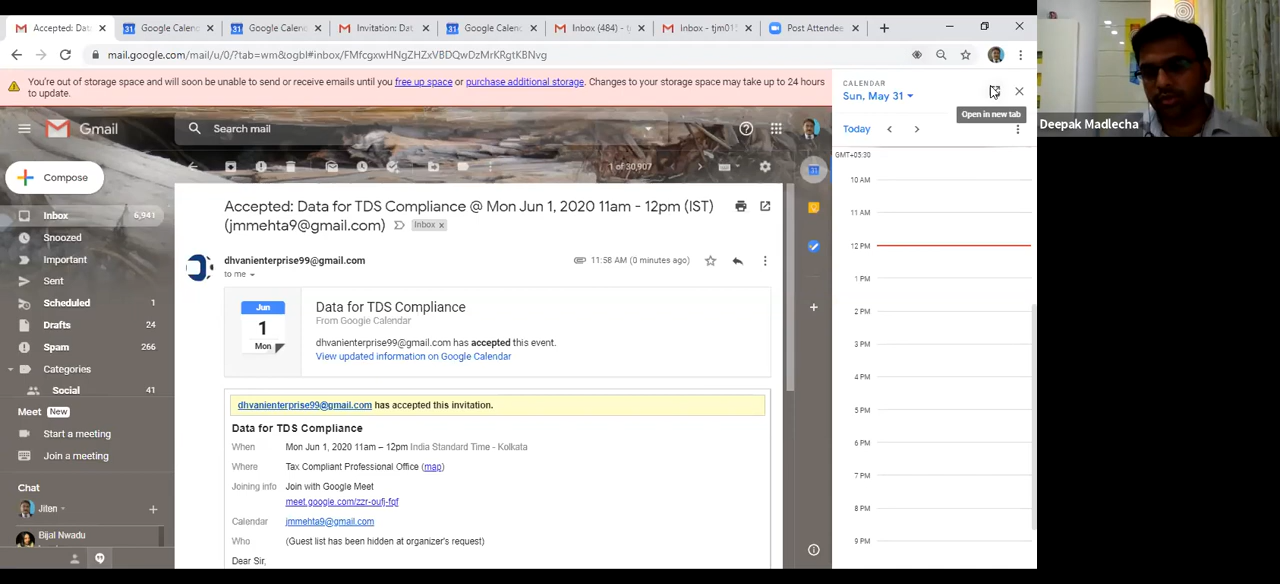 Accepted: Dat
Google Calend
Google Calend
Invitation: Dat
Google Calend
Inbox (484) - t
Inbox - tjm015
Post Attendee
mail.google.com/mail/u/0/?tab=wm&ogbl#inbox/FMfcgxwHNgZHZxVBDQwDzMrKRgtKBNvg
You're out of storage space and will soon be unable to send or receive emails until you free up space or purchase additional storage. Changes to your storage space may take up to 24 hours
to update.
Gmail
Search mail
Compose
1 of 30,907
Inbox 6,941
Snoozed
Important
Sent
Scheduled 1
Drafts 24
Spam 266
Categories
Social 41
Meet New
Start a meeting
Join a meeting
Chat
Jiten
Bijal Nwadu
Accepted: Data for TDS Compliance @ Mon Jun 1, 2020 11am - 12pm (IST)
(jmmehta9@gmail.com) Inbox x
dhvanienterprise99@gmail.com 11:58 AM (0 minutes ago)
to me
Jun
1
Mon
Data for TDS Compliance
From Google Calendar
dhvanienterprise99@gmail.com has accepted this event.
View updated information on Google Calendar
dhvanienterprise99@gmail.com has accepted this invitation.
Data for TDS Compliance
When Mon Jun 1, 2020 11am – 12pm India Standard Time - Kolkata
Where Tax Compliant Professional Office (map)
Joining info Join with Google Meet
meet.google.com/zzr-oufj-fqf
Calendar jmmehta9@gmail.com
Who (Guest list has been hidden at organizer's request)
Dear Sir,
CALENDAR
Sun, May 31
Open in new tab
Today
GMT+05:30
10 AM
11 AM
12 PM
1 PM
2 PM
3 PM
4 PM
5 PM
6 PM
7 PM
8 PM
9 PM
Deepak Madlecha